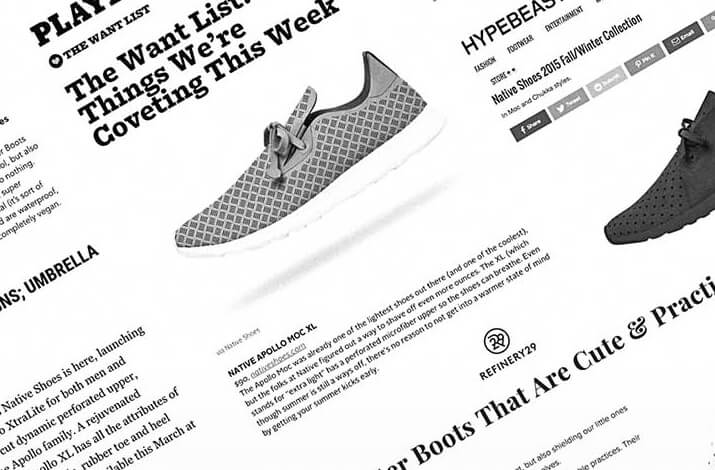 PLAY
THE WANT LIST
The Want List:
Things We're
Coveting This Week
HYPEBEAST
FASHION FOOTWEAR ENTERTAINMENT
STORE
Native Shoes 2015 Fall/Winter Collection
In Moc and Chukka styles.
Share
Tweet
Submit
Pin it
Email
Boots
ol, but also
nothing.
super
al (it's sort of
d are waterproof,
completely vegan.
NS; UMBRELLA
Native Shoes is here, launching
XtraLite for both men and
cut dynamic perforated upper,
Apollo family. A rejuvenated
Apollo XL has all the attributes of
rubber toe and heel
lable this March at
via Native Shoes
NATIVE APOLLO MOC XL
$90, nativeshoes.com
The Apollo Moc was already one of the lightest shoes out there (and one of the coolest),
but the folks at Native figured out a way to shave off even more ounces. The XL (which
stands for "extra light" has a perforated microfiber upper so the shoes can breathe. Even
though summer is still a ways off, there's no reason to not get into a warmer state of mind
by getting your summer kicks early.
29
REFINERY29
er Boots That Are Cute & Practi
but also shielding our little ones
practices. Their